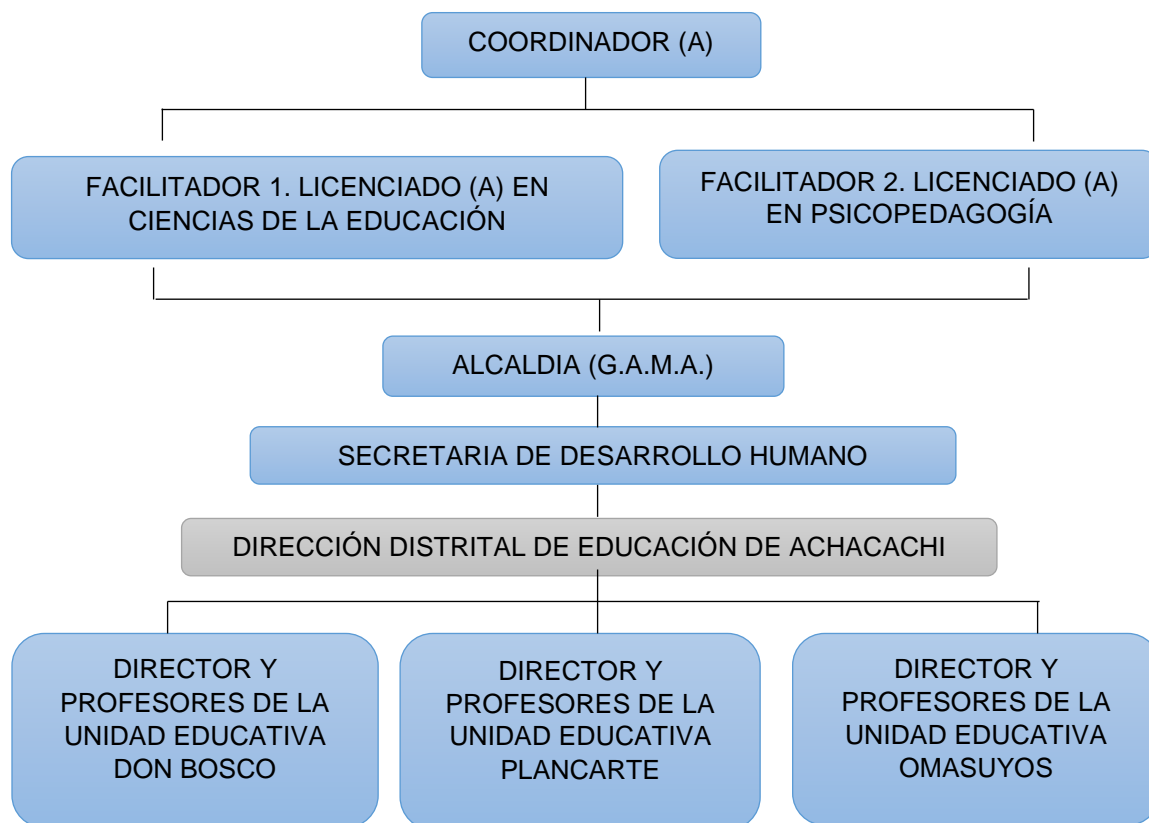 COORDINADOR (A)
FACILITADOR 1. LICENCIADO (A) EN
CIENCIAS DE LA EDUCACIÓN
FACILITADOR 2. LICENCIADO (A)
EN PSICOPEDAGOGÍA
ALCALDIA (G.A.M.A.)
SECRETARIA DE DESARROLLO HUMANO
DIRECCIÓN DISTRITAL DE EDUCACIÓN DE ACHACACHI
DIRECTOR Y
PROFESORES DE LA
UNIDAD EDUCATIVA
DON BOSCO
DIRECTOR Y
PROFESORES DE LA
UNIDAD EDUCATIVA
PLANCARTE
DIRECTOR Y
PROFESORES DE LA
UNIDAD EDUCATIVA
OMASUYOS